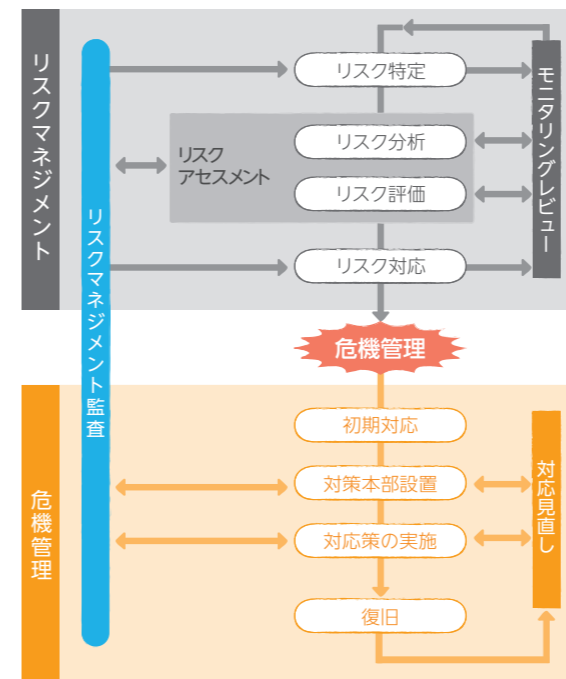 リスクマネジメント
リスクマネジメント監査
リスク特定
モニタリングレビュー
リスク
アセスメント
リスク分析
リスク評価
リスク対応
危機管理
危機管理
初期対応
対策本部設置
対応策の実施
復旧
対応見直し